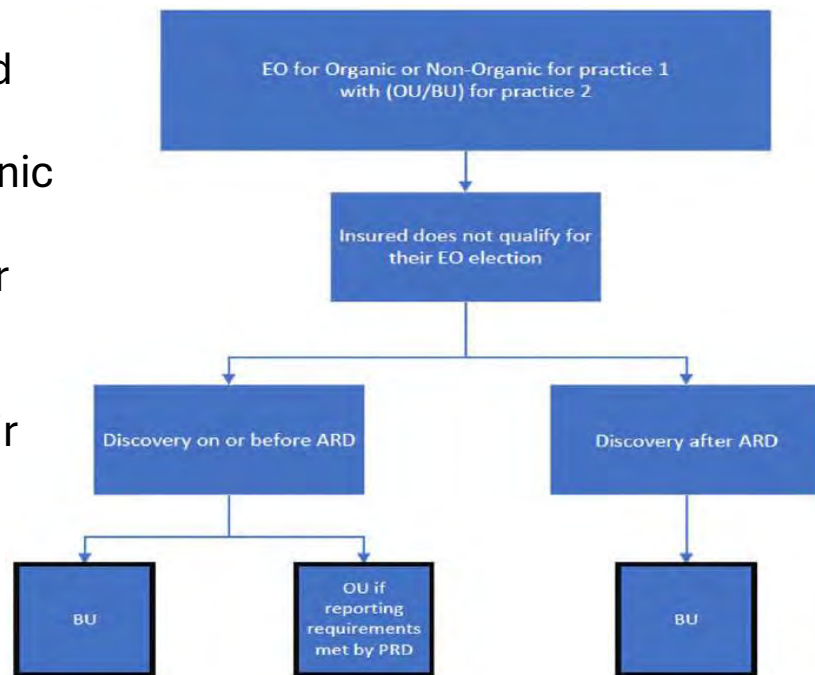 d
nic
r
r
EO for Organic or Non-Organic for practice 1
with (OU/BU) for practice 2
Insured does not qualify for
their EO election
Discovery on or before ARD
Discovery after ARD
BU
OU if
reporting
requirements
met by PRD
BU